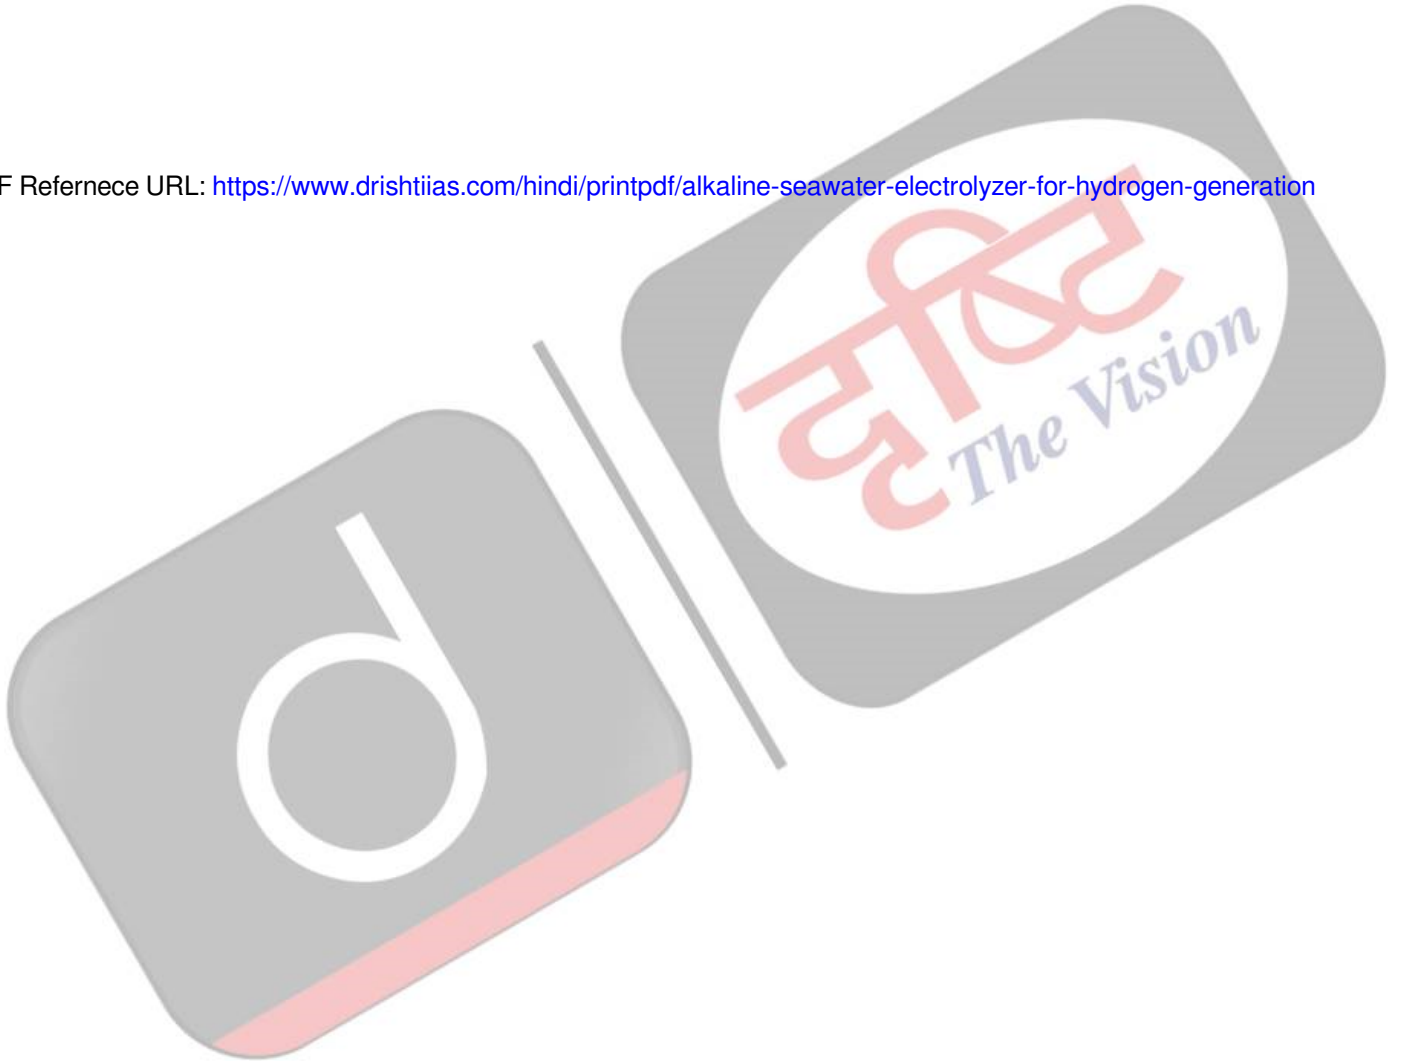 F Refernece URL: https://www.drishtiias.com/hindi/printpdf/alkaline-seawater-electrolyzer-for-hydrogen-generation
दृष्टि
The Vision
d